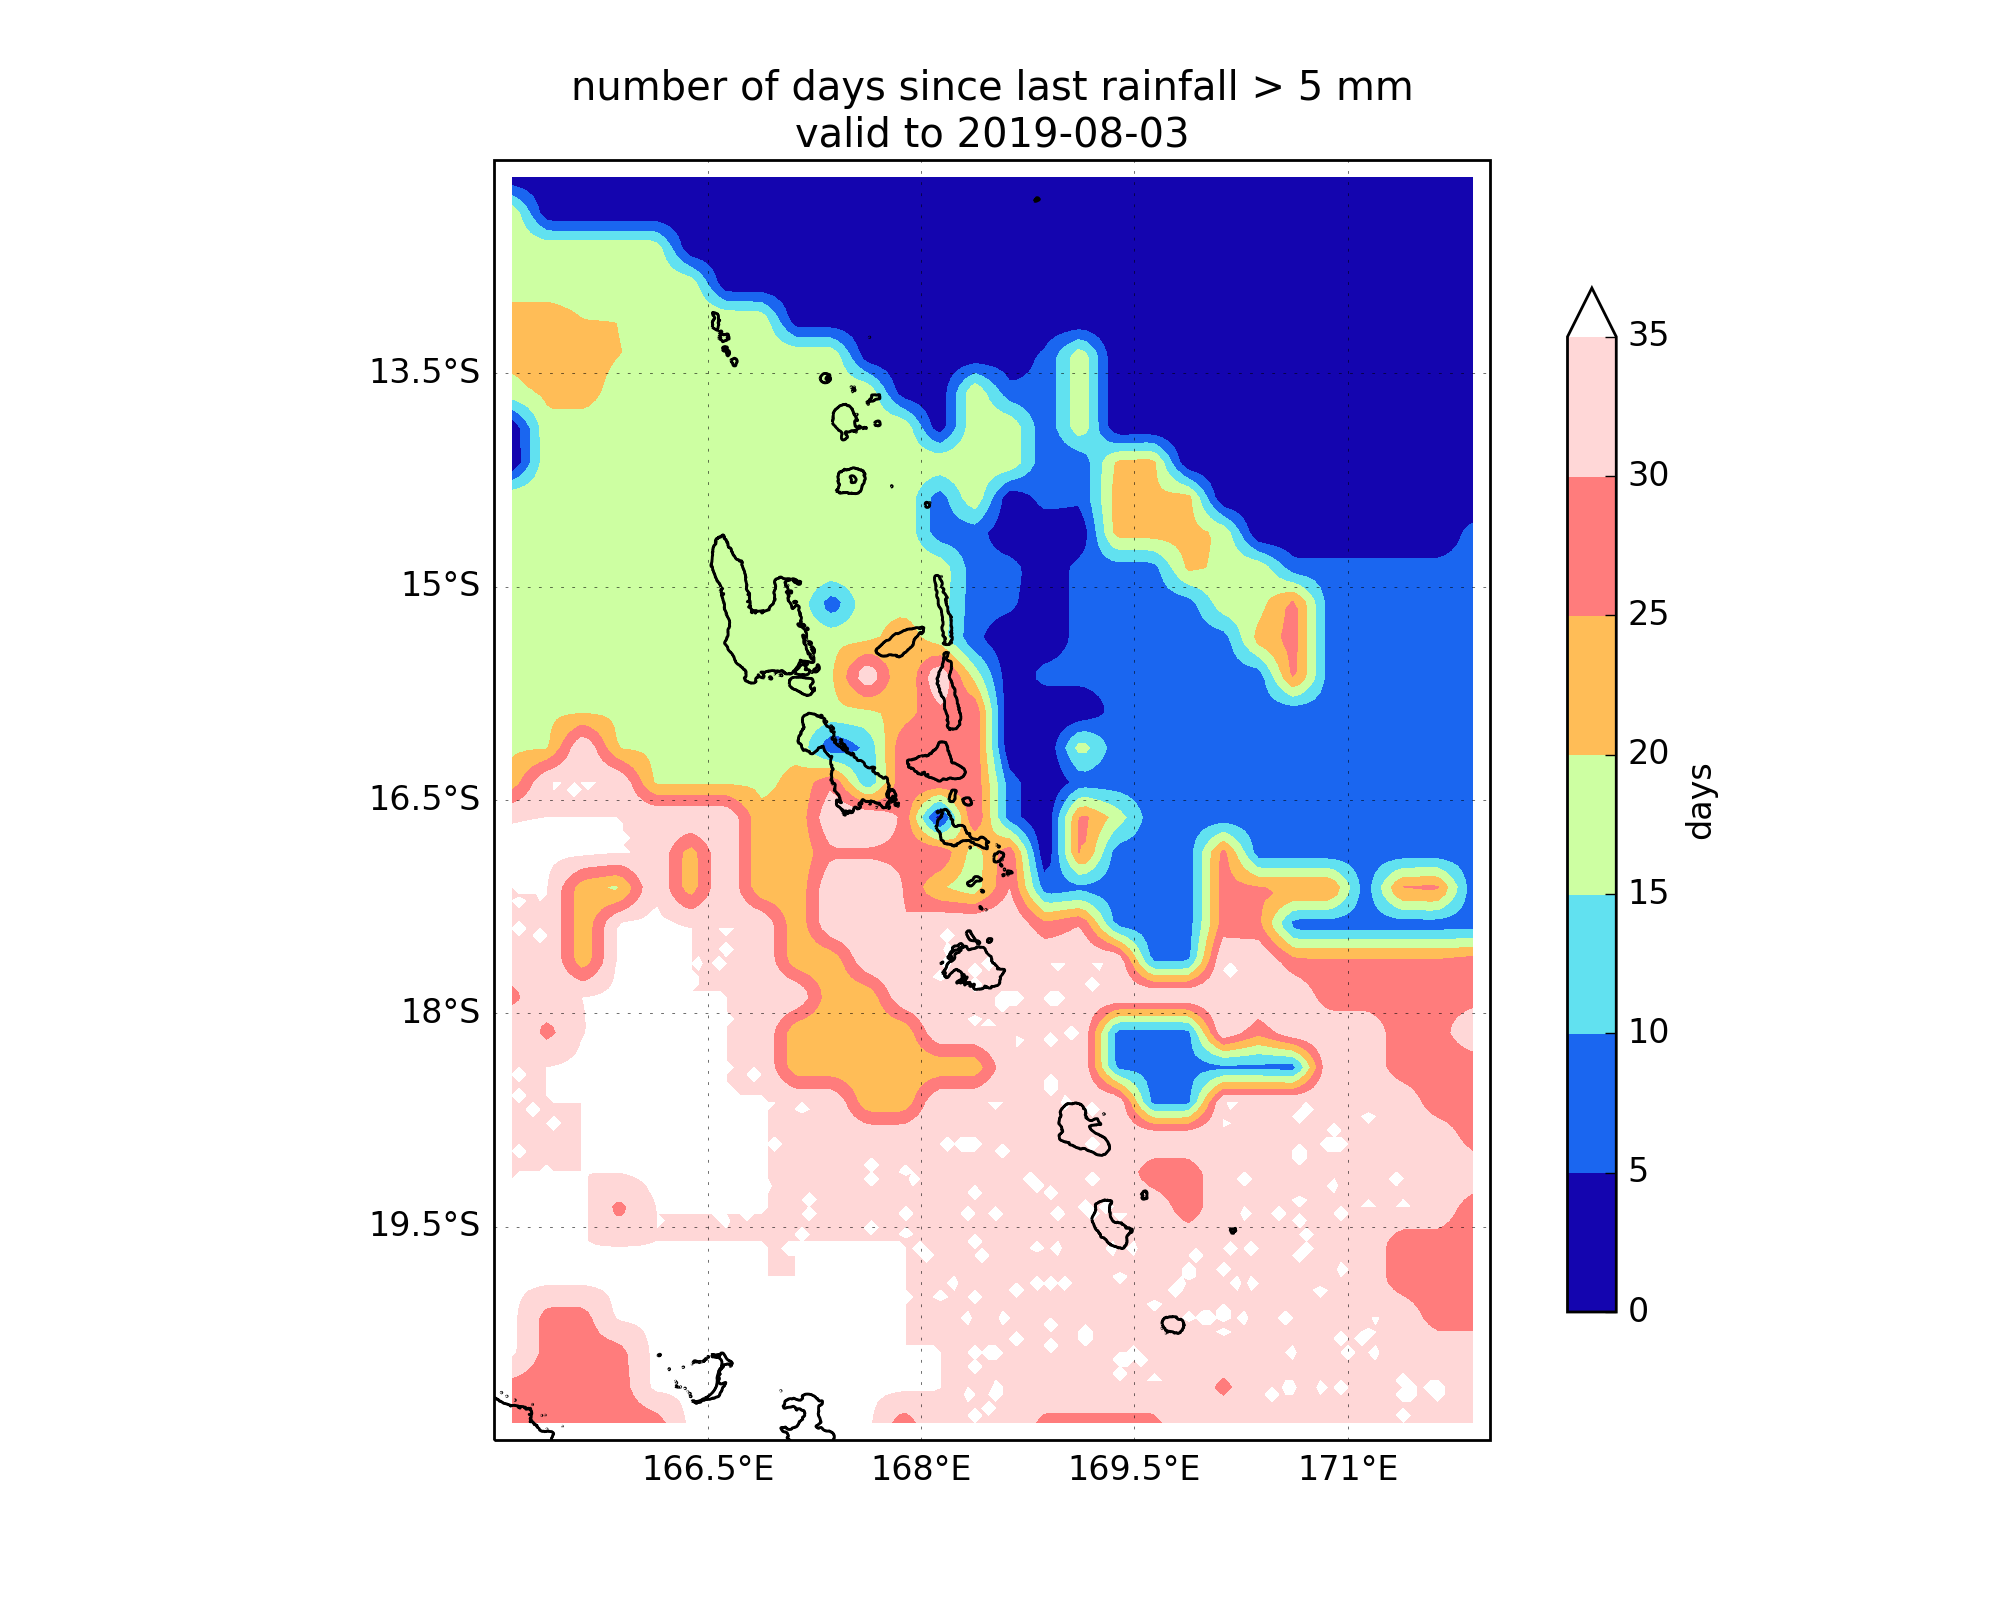 number of days since last rainfall > 5 mm
valid to 2019-08-03
13.5°S
15°S
16.5°S
18°S
19.5°S
166.5°E
168°E
169.5°E
171°E
35
30
25
20
15
10
5
0
days